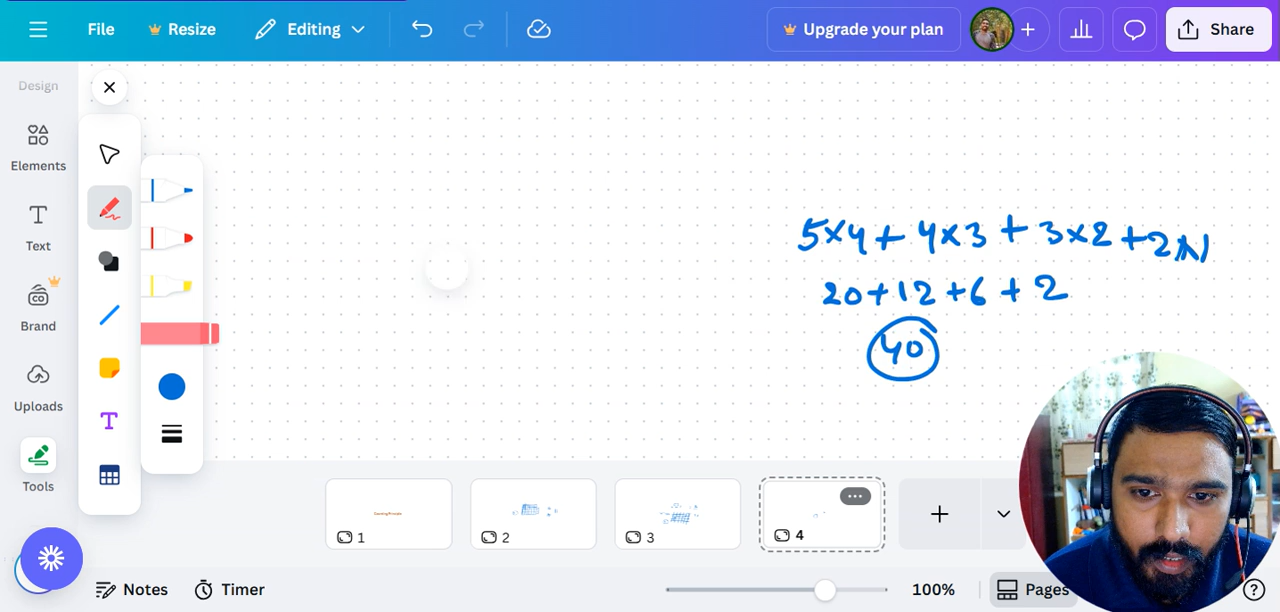 File
Resize
Editing
Upgrade your plan
Share
Design
Elements
Text
Brand
Uploads
Tools
5×4 + 4×3 + 3×2 + 2×1
20 + 12 + 6 + 2
40
1
2
3
4
Notes
Timer
100%
Pages